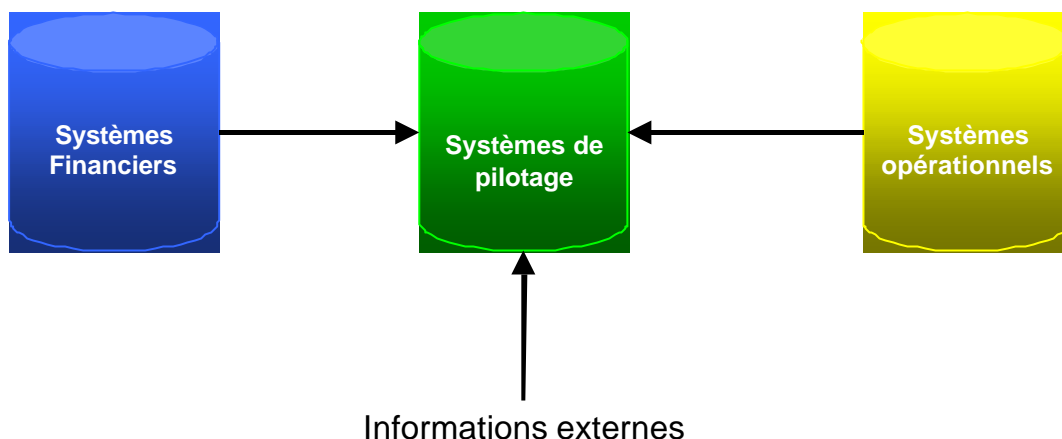 Systèmes
Financiers
Systèmes de
pilotage
Systèmes
opérationnels
Informations externes